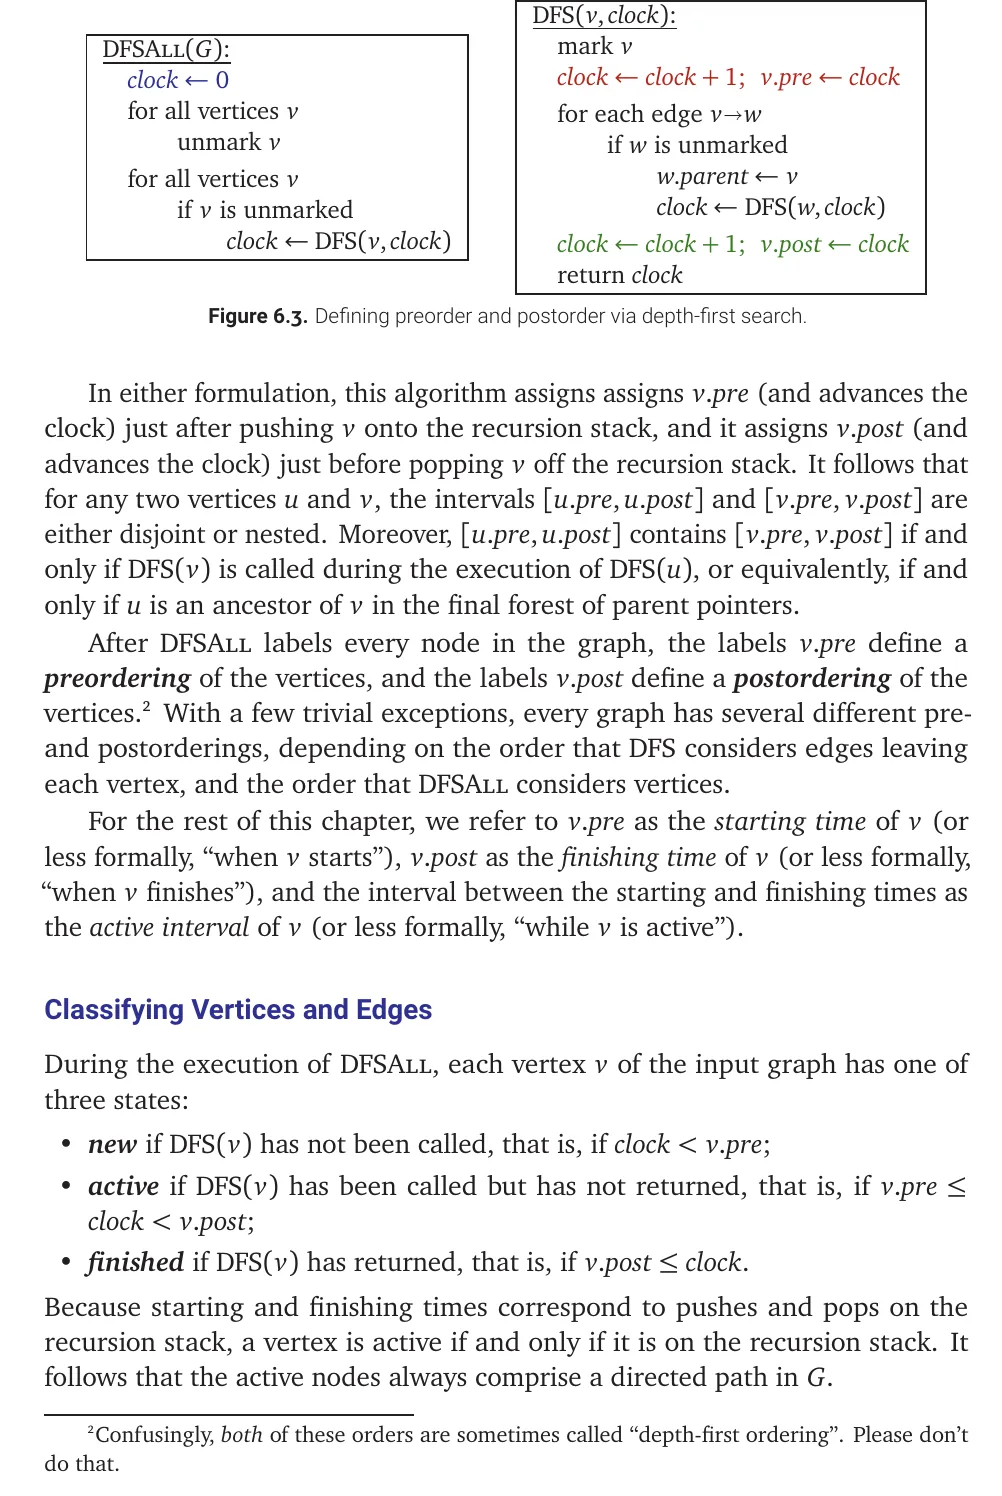 DFSAll(G):
clock ← 0
for all vertices v
unmark v
for all vertices v
if v is unmarked
clock ← DFS(v, clock)
DFS(v, clock):
mark v
clock ← clock + 1; v.pre ← clock
for each edge v→w
if w is unmarked
w.parent ← v
clock ← DFS(w, clock)
clock ← clock + 1; v.post ← clock
return clock
Figure 6.3. Defining preorder and postorder via depth-first search.
In either formulation, this algorithm assigns assigns v.pre (and advances the
clock) just after pushing v onto the recursion stack, and it assigns v.post (and
advances the clock) just before popping v off the recursion stack. It follows that
for any two vertices u and v, the intervals [u.pre, u.post] and [v.pre, v.post] are
either disjoint or nested. Moreover, [u.pre, u.post] contains [v.pre, v.post] if and
only if DFS(v) is called during the execution of DFS(u), or equivalently, if and
only if u is an ancestor of v in the final forest of parent pointers.
After DFSAll labels every node in the graph, the labels v.pre define a
preordering of the vertices, and the labels v.post define a postordering of the
vertices.² With a few trivial exceptions, every graph has several different pre-
and postorderings, depending on the order that DFS considers edges leaving
each vertex, and the order that DFSAll considers vertices.
For the rest of this chapter, we refer to v.pre as the starting time of v (or
less formally, “when v starts”), v.post as the finishing time of v (or less formally,
“when v finishes”), and the interval between the starting and finishing times as
the active interval of v (or less formally, “while v is active”).
Classifying Vertices and Edges
During the execution of DFSAll, each vertex v of the input graph has one of
three states:
• new if DFS(v) has not been called, that is, if clock < v.pre;
• active if DFS(v) has been called but has not returned, that is, if v.pre ≤
clock < v.post;
• finished if DFS(v) has returned, that is, if v.post ≤ clock.
Because starting and finishing times correspond to pushes and pops on the
recursion stack, a vertex is active if and only if it is on the recursion stack. It
follows that the active nodes always comprise a directed path in G.
²Confusingly, both of these orders are sometimes called “depth-first ordering”. Please don’t
do that.